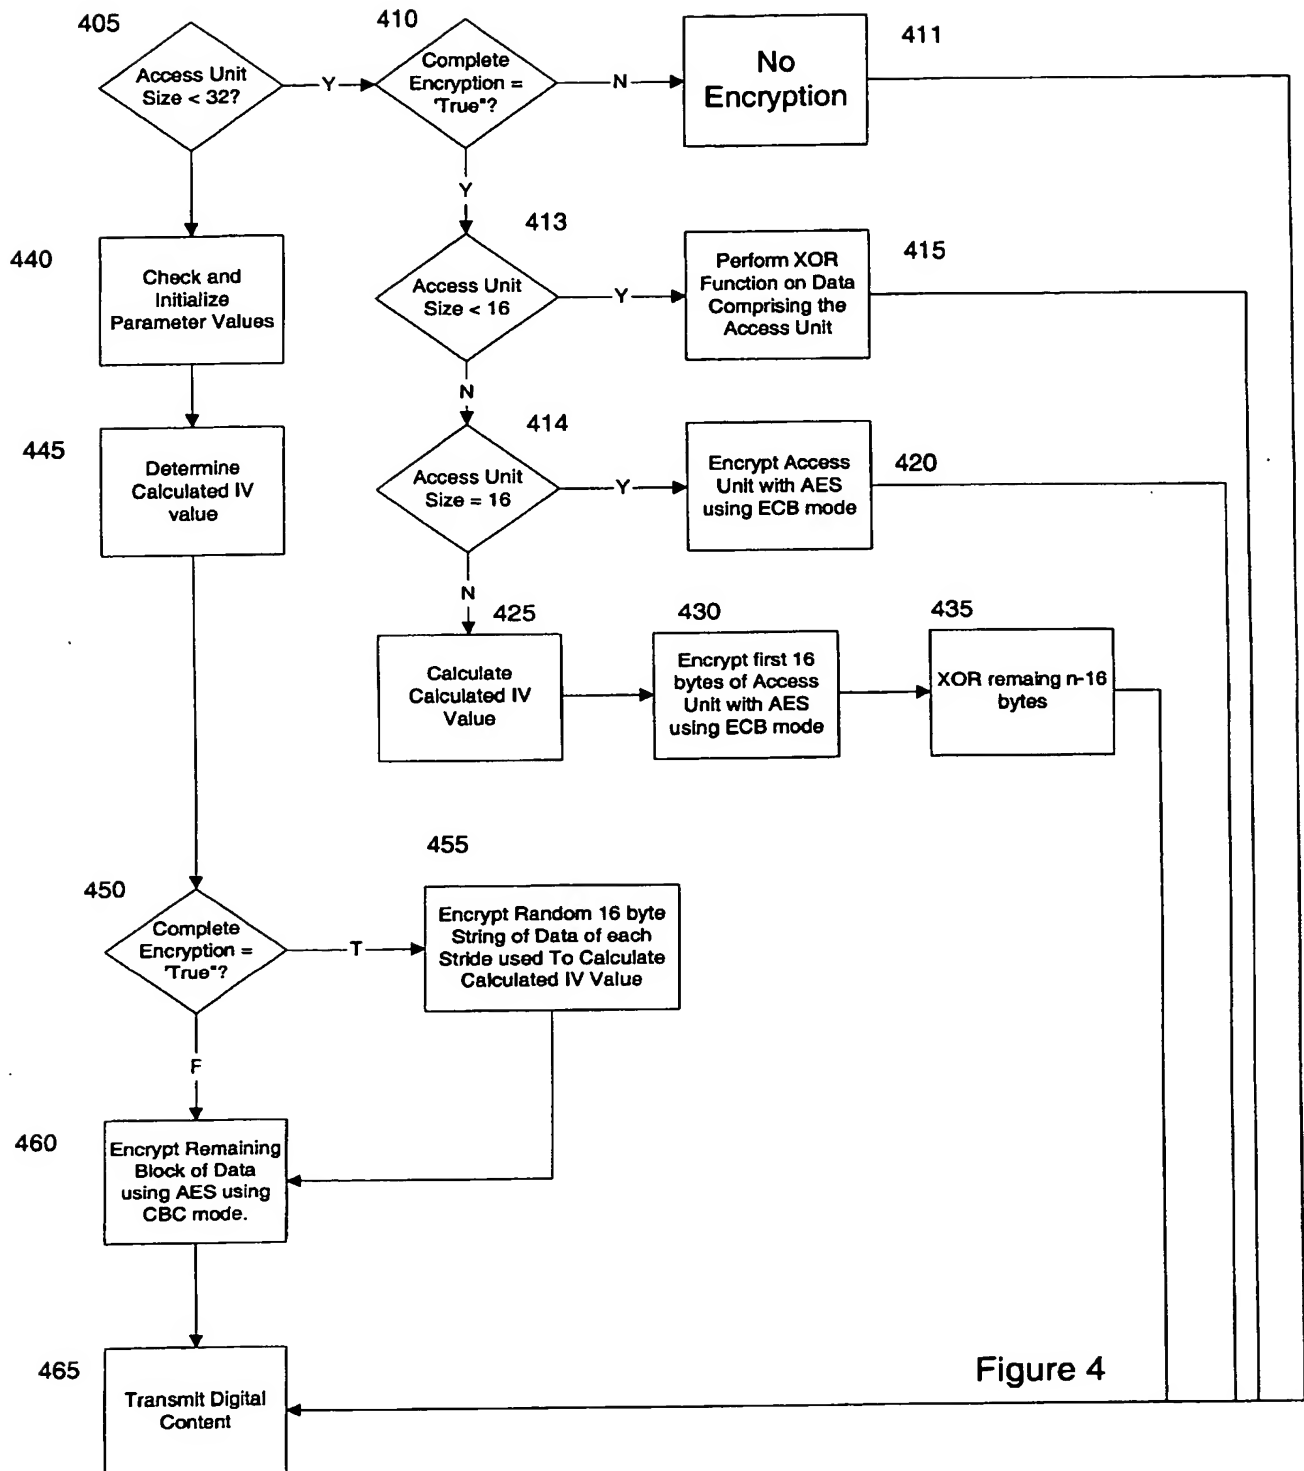 405
Access Unit
Size < 32?
Y
410
Complete
Encryption =
'True"?
N
No
Encryption
411
Y
440
Check and
Initialize
Parameter Values
413
Access Unit
Size < 16
Y
Perform XOR
Function on Data
Comprising the
Access Unit
415
N
445
Determine
Calculated IV
value
414
Access Unit
Size = 16
Y
Encrypt Access
Unit with AES
using ECB mode
420
N
425
Calculate
Calculated IV
Value
430
Encrypt first 16
bytes of Access
Unit with AES
using ECB mode
435
XOR remaing n-16
bytes
450
Complete
Encryption =
'True"?
T
455
Encrypt Random 16 byte
String of Data of each
Stride used To Calculate
Calculated IV Value
F
460
Encrypt Remaining
Block of Data
using AES using
CBC mode.
465
Transmit Digital
Content
Figure 4